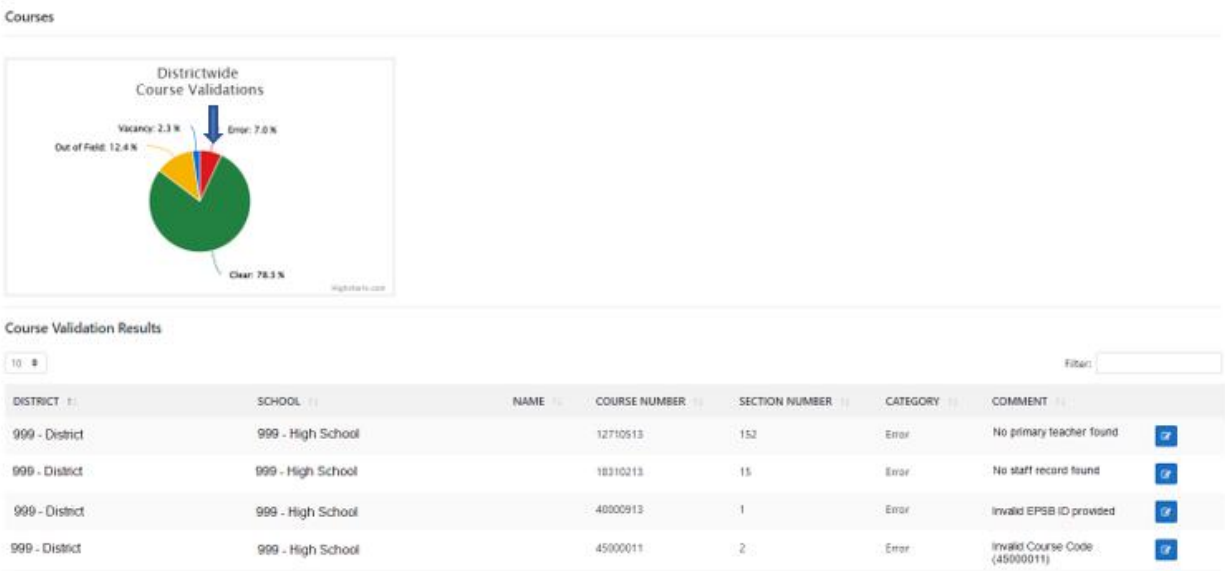 Courses
Districtwide
Course Validations
Vacancy: 2.3 %
Error: 7.0 %
Out of Field: 12.4 %
Clear: 78.3 %
Highcharts.com
Course Validation Results
10
Filter:
DISTRICT SCHOOL NAME COURSE NUMBER SECTION NUMBER CATEGORY COMMENT
999 - District 999 - High School 12710513 152 Error No primary teacher found
999 - District 999 - High School 18310213 15 Error No staff record found
999 - District 999 - High School 40000913 1 Error Invalid EPSB ID provided
999 - District 999 - High School 45000011 2 Error Invalid Course Code
(45000011)